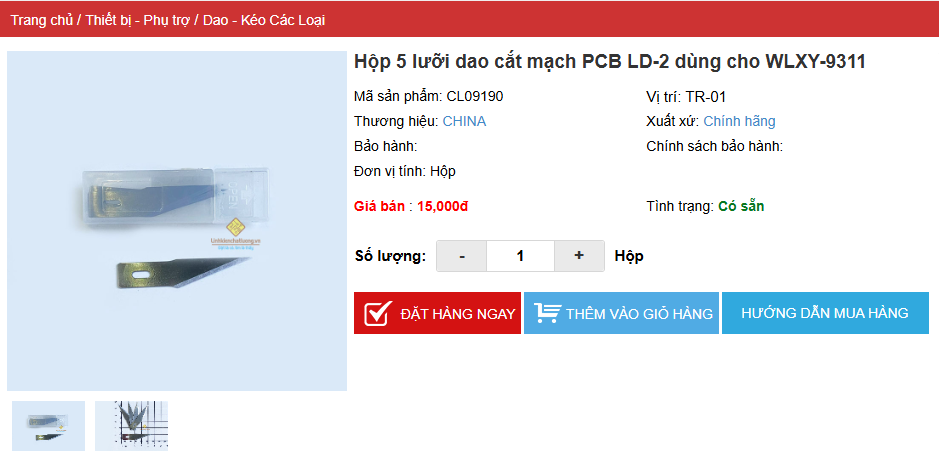 Trang chủ / Thiết bị - Phụ trợ / Dao - Kéo Các Loại
Hộp 5 lưỡi dao cắt mạch PCB LD-2 dùng cho WLXY-9311
Mã sản phẩm: CL09190
Vị trí: TR-01
Thương hiệu: CHINA
Xuất xứ: Chính hãng
Bảo hành:
Chính sách bảo hành:
Đơn vị tính: Hộp
Giá bán : 15,000đ
Tình trạng: Có sẵn
Số lượng: - 1 + Hộp
ĐẶT HÀNG NGAY
THÊM VÀO GIỎ HÀNG
HƯỚNG DẪN MUA HÀNG